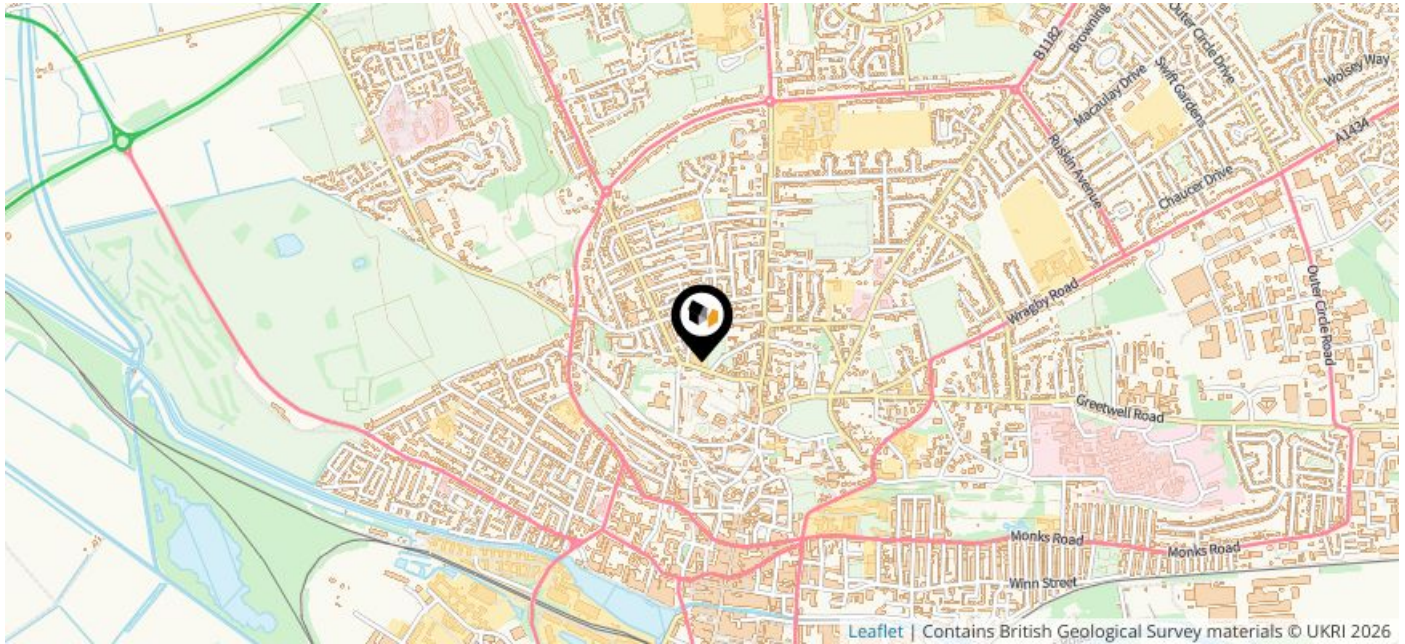 B1182
Browning
Outer Circle Drive
Swift Gardens
Wolsey Way
Macaulay Drive
A1434
Ruskin Avenue
Chaucer Drive
Wragby Road
Outer Circle Road
Greetwell Road
Monks Road
Monks Road
Winn Street
Leaflet | Contains British Geological Survey materials © UKRI 2026